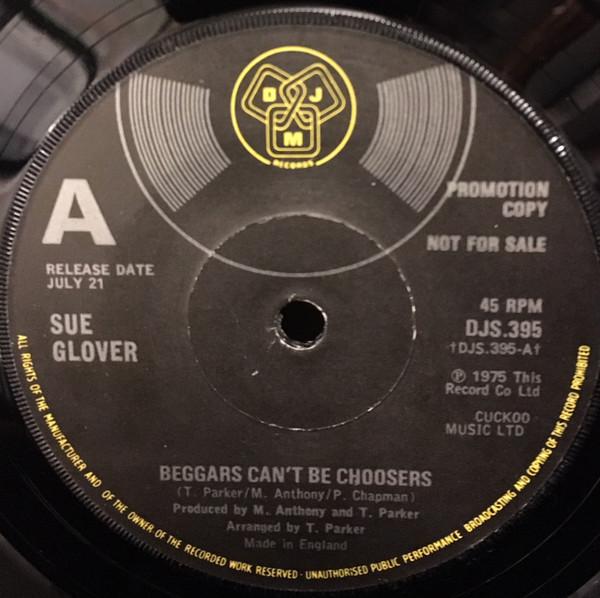 D J
M
RECORDS
A
PROMOTION
COPY
NOT FOR SALE
RELEASE DATE
JULY 21
SUE
GLOVER
45 RPM
DJS.395
†DJS.395-A†
℗ 1975 This
Record Co Ltd
CUCKOO
MUSIC LTD
BEGGARS CAN'T BE CHOOSERS
(T. Parker/M. Anthony/P. Chapman)
Produced by M. Anthony and T. Parker
Arranged by T. Parker
Made in England
ALL RIGHTS OF THE MANUFACTURER AND OF THE OWNER OF THE RECORDED WORK RESERVED · UNAUTHORISED PUBLIC PERFORMANCE BROADCASTING AND COPYING OF THIS RECORD PROHIBITED